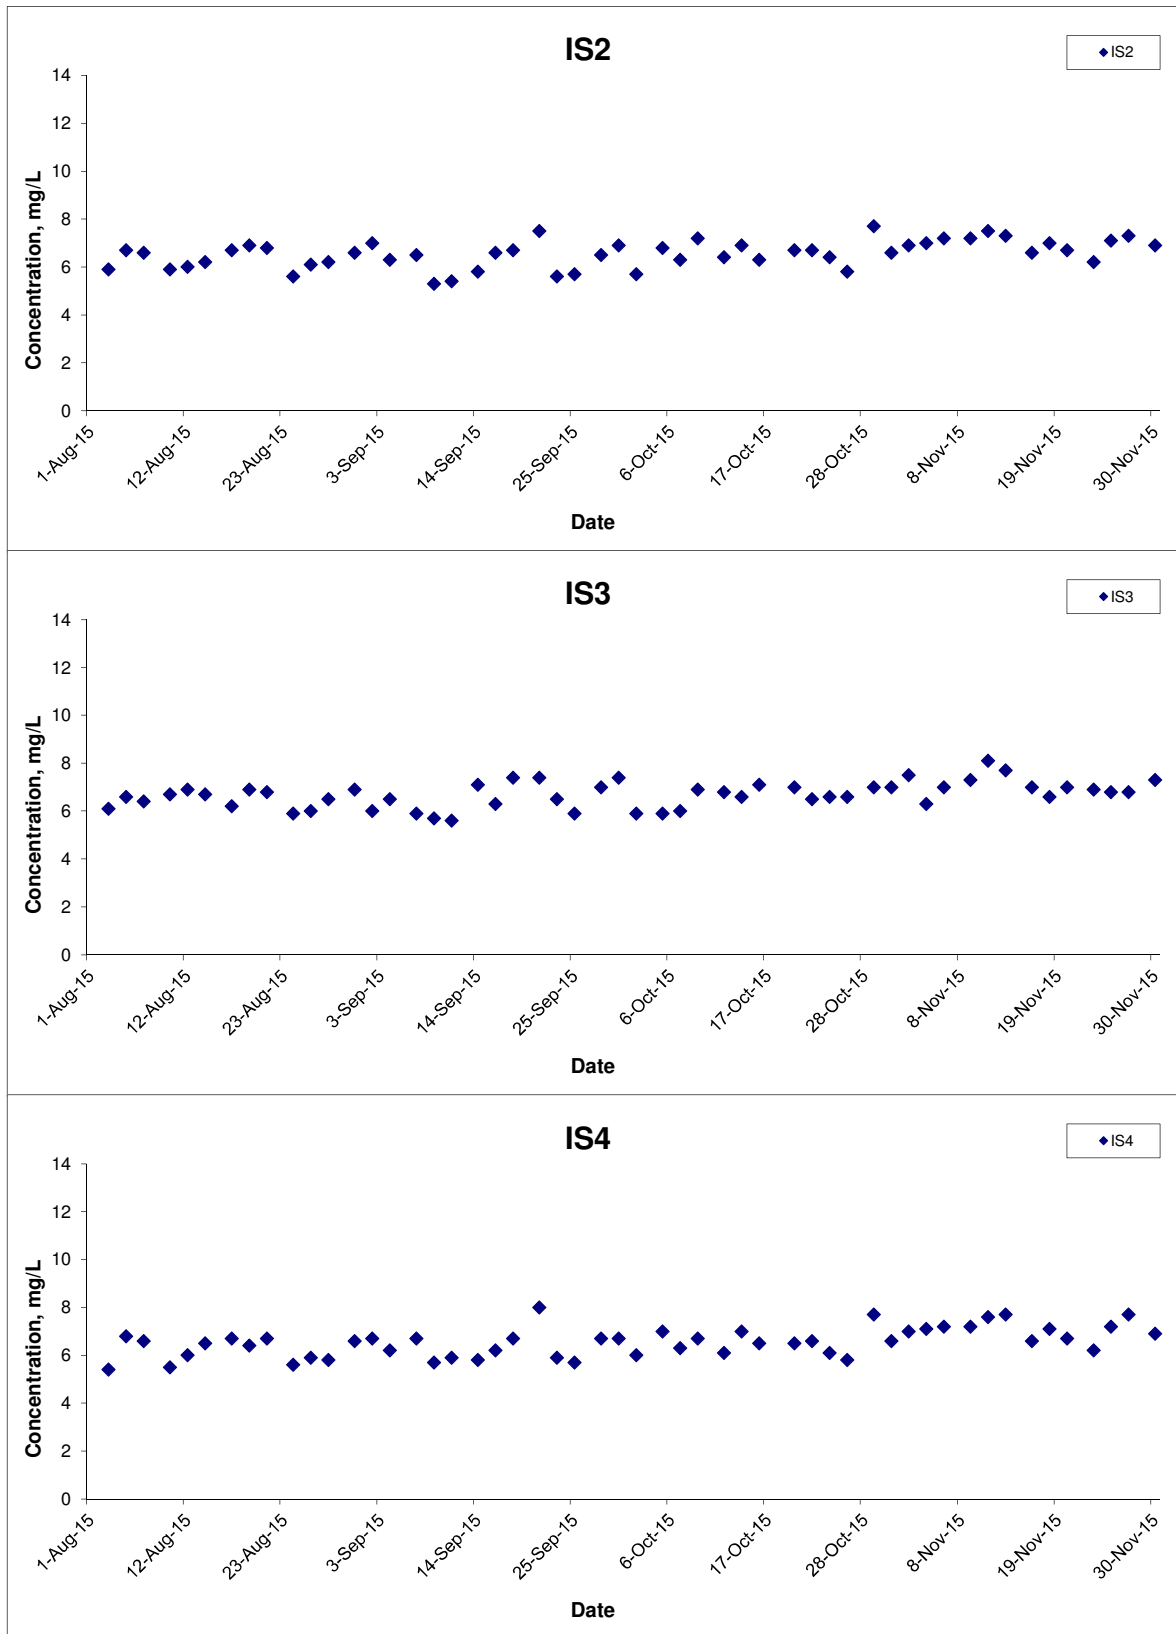 IS2
IS2
14
12
10
8
6
4
2
0
Concentration, mg/L
1-Aug-15
12-Aug-15
23-Aug-15
3-Sep-15
14-Sep-15
25-Sep-15
6-Oct-15
17-Oct-15
28-Oct-15
8-Nov-15
19-Nov-15
30-Nov-15
Date
IS3
IS3
14
12
10
8
6
4
2
0
Concentration, mg/L
1-Aug-15
12-Aug-15
23-Aug-15
3-Sep-15
14-Sep-15
25-Sep-15
6-Oct-15
17-Oct-15
28-Oct-15
8-Nov-15
19-Nov-15
30-Nov-15
Date
IS4
IS4
14
12
10
8
6
4
2
0
Concentration, mg/L
1-Aug-15
12-Aug-15
23-Aug-15
3-Sep-15
14-Sep-15
25-Sep-15
6-Oct-15
17-Oct-15
28-Oct-15
8-Nov-15
19-Nov-15
30-Nov-15
Date